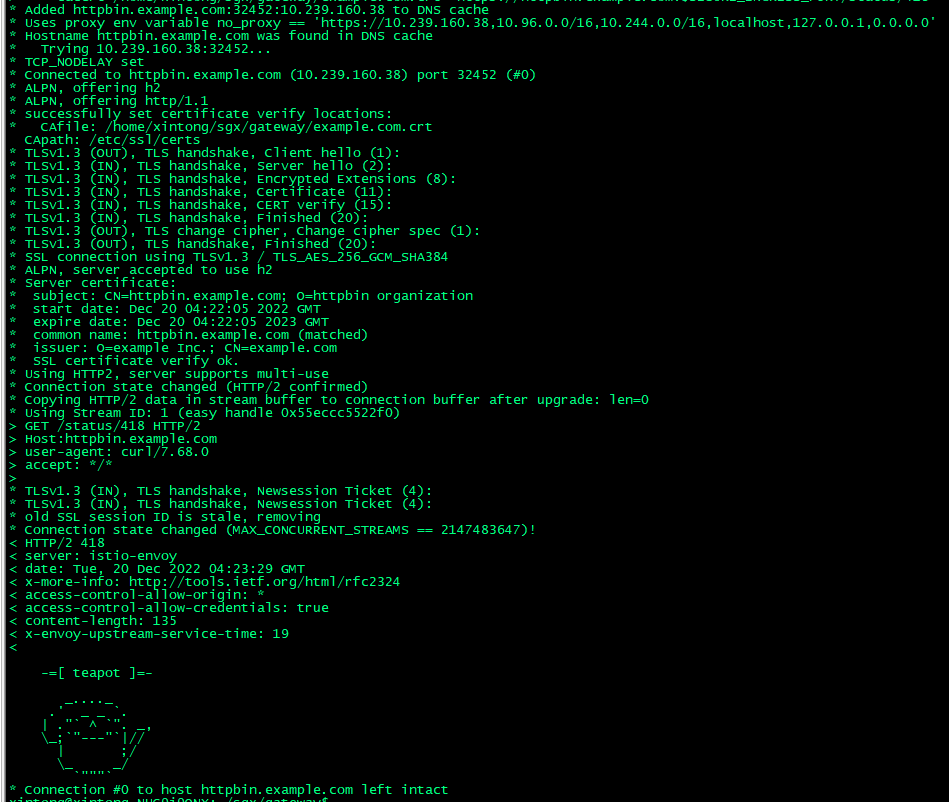 * Added httpbin.example.com:32452:10.239.160.38 to DNS cache
* Uses proxy env variable no_proxy == 'https://10.239.160.38,10.96.0.0/16,10.244.0.0/16,localhost,127.0.0.1,0.0.0.0'
* Hostname httpbin.example.com was found in DNS cache
*   Trying 10.239.160.38:32452...
* TCP_NODELAY set
* Connected to httpbin.example.com (10.239.160.38) port 32452 (#0)
* ALPN, offering h2
* ALPN, offering http/1.1
* successfully set certificate verify locations:
*   CAfile: /home/xintong/sgx/gateway/example.com.crt
  CApath: /etc/ssl/certs
* TLSv1.3 (OUT), TLS handshake, Client hello (1):
* TLSv1.3 (IN), TLS handshake, Server hello (2):
* TLSv1.3 (IN), TLS handshake, Encrypted Extensions (8):
* TLSv1.3 (IN), TLS handshake, Certificate (11):
* TLSv1.3 (IN), TLS handshake, CERT verify (15):
* TLSv1.3 (IN), TLS handshake, Finished (20):
* TLSv1.3 (OUT), TLS change cipher, Change cipher spec (1):
* TLSv1.3 (OUT), TLS handshake, Finished (20):
* SSL connection using TLSv1.3 / TLS_AES_256_GCM_SHA384
* ALPN, server accepted to use h2
* Server certificate:
*  subject: CN=httpbin.example.com; O=httpbin organization
*  start date: Dec 20 04:22:05 2022 GMT
*  expire date: Dec 20 04:22:05 2023 GMT
*  common name: httpbin.example.com (matched)
*  issuer: O=example Inc.; CN=example.com
*  SSL certificate verify ok.
* Using HTTP2, server supports multi-use
* Connection state changed (HTTP/2 confirmed)
* Copying HTTP/2 data in stream buffer to connection buffer after upgrade: len=0
* Using Stream ID: 1 (easy handle 0x55eccc5522f0)
> GET /status/418 HTTP/2
> Host:httpbin.example.com
> user-agent: curl/7.68.0
> accept: */*
>
* TLSv1.3 (IN), TLS handshake, Newsession Ticket (4):
* TLSv1.3 (IN), TLS handshake, Newsession Ticket (4):
* old SSL session ID is stale, removing
* Connection state changed (MAX_CONCURRENT_STREAMS == 2147483647)!
< HTTP/2 418
< server: istio-envoy
< date: Tue, 20 Dec 2022 04:23:29 GMT
< x-more-info: http://tools.ietf.org/html/rfc2324
< access-control-allow-origin: *
< access-control-allow-credentials: true
< content-length: 135
< x-envoy-upstream-service-time: 19
<
    -=[ teapot ]=-

       _...._
     .'  _ _ `.
    | ."` ^ `". _,
    \_;`"---"`|//
      |       ;/
      \_     _/
        `"""`
* Connection #0 to host httpbin.example.com left intact